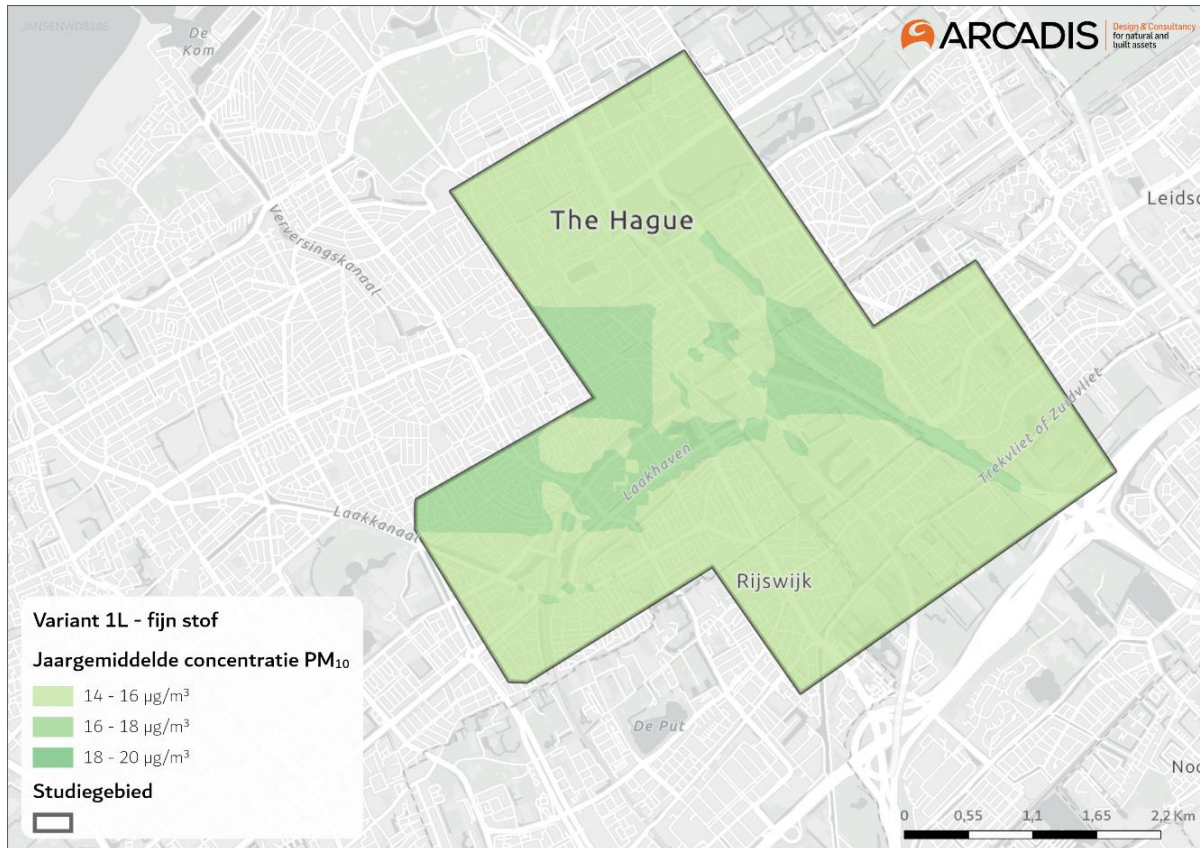 JANSENWD8186
ARCADIS
Design & Consultancy
for natural and
built assets
De
Kom
Verversingskanaal
The Hague
Leidsc
Trekvliet of Zuidvliet
Laakhaven
Laakkanaal
Rijswijk
De Put
Noo
Variant 1L - fijn stof
Jaargemiddelde concentratie PM₁₀
14 - 16 µg/m³
16 - 18 µg/m³
18 - 20 µg/m³
Studiegebied
0 0,55 1,1 1,65 2,2 Km